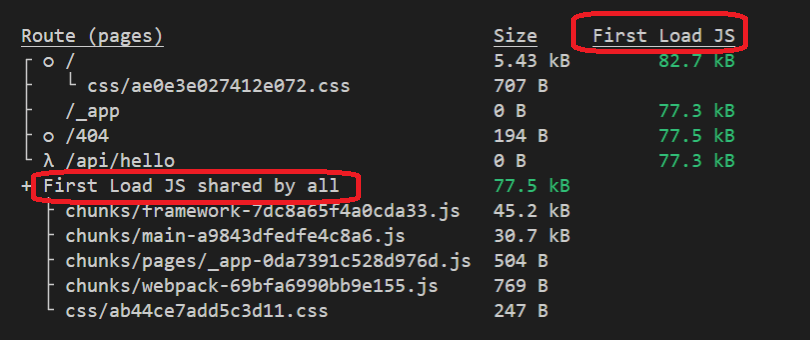 Route (pages) Size First Load JS
┌ ○ / 5.43 kB 82.7 kB
├ └ css/ae0e3e027412e072.css 707 B
├ /_app 0 B 77.3 kB
├ ○ /404 194 B 77.5 kB
└ λ /api/hello 0 B 77.3 kB
+ First Load JS shared by all 77.5 kB
├ chunks/framework-7dc8a65f4a0cda33.js 45.2 kB
├ chunks/main-a9843dfedfe4c8a6.js 30.7 kB
├ chunks/pages/_app-0da7391c528d976d.js 504 B
├ chunks/webpack-69bfa6990bb9e155.js 769 B
└ css/ab44ce7add5c3d11.css 247 B